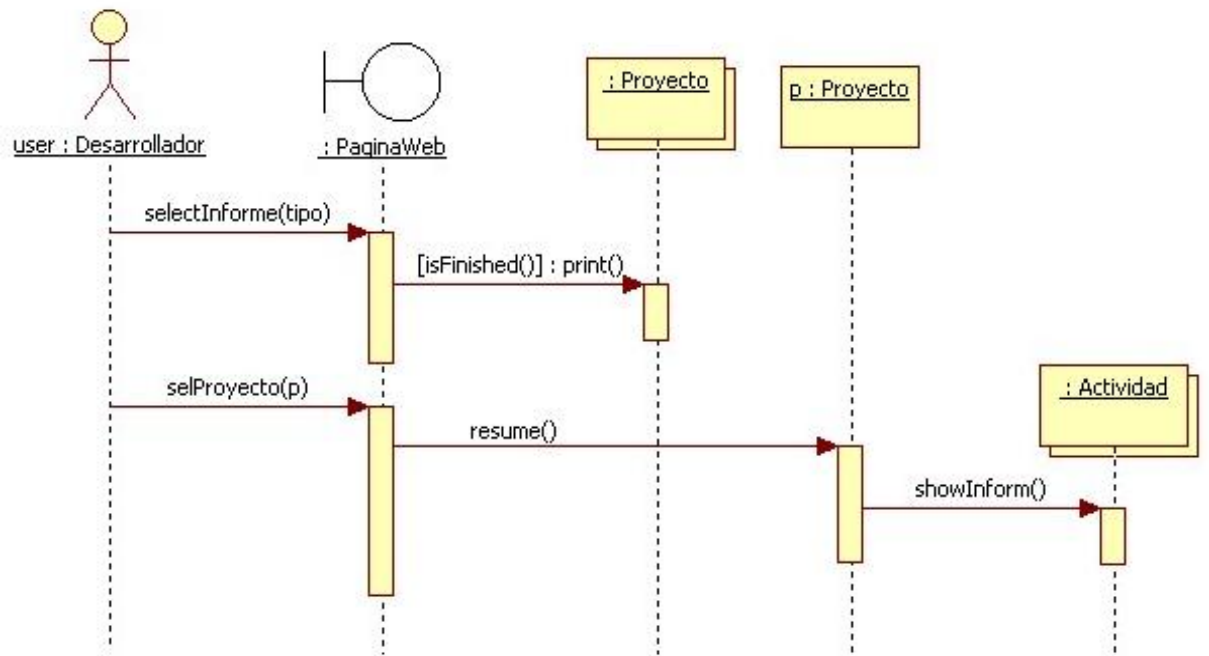 : Proyecto
p : Proyecto
user : Desarrollador
: PaginaWeb
selectInforme(tipo)
[isFinished()] : print()
selProyecto(p)
: Actividad
resume()
showInform()